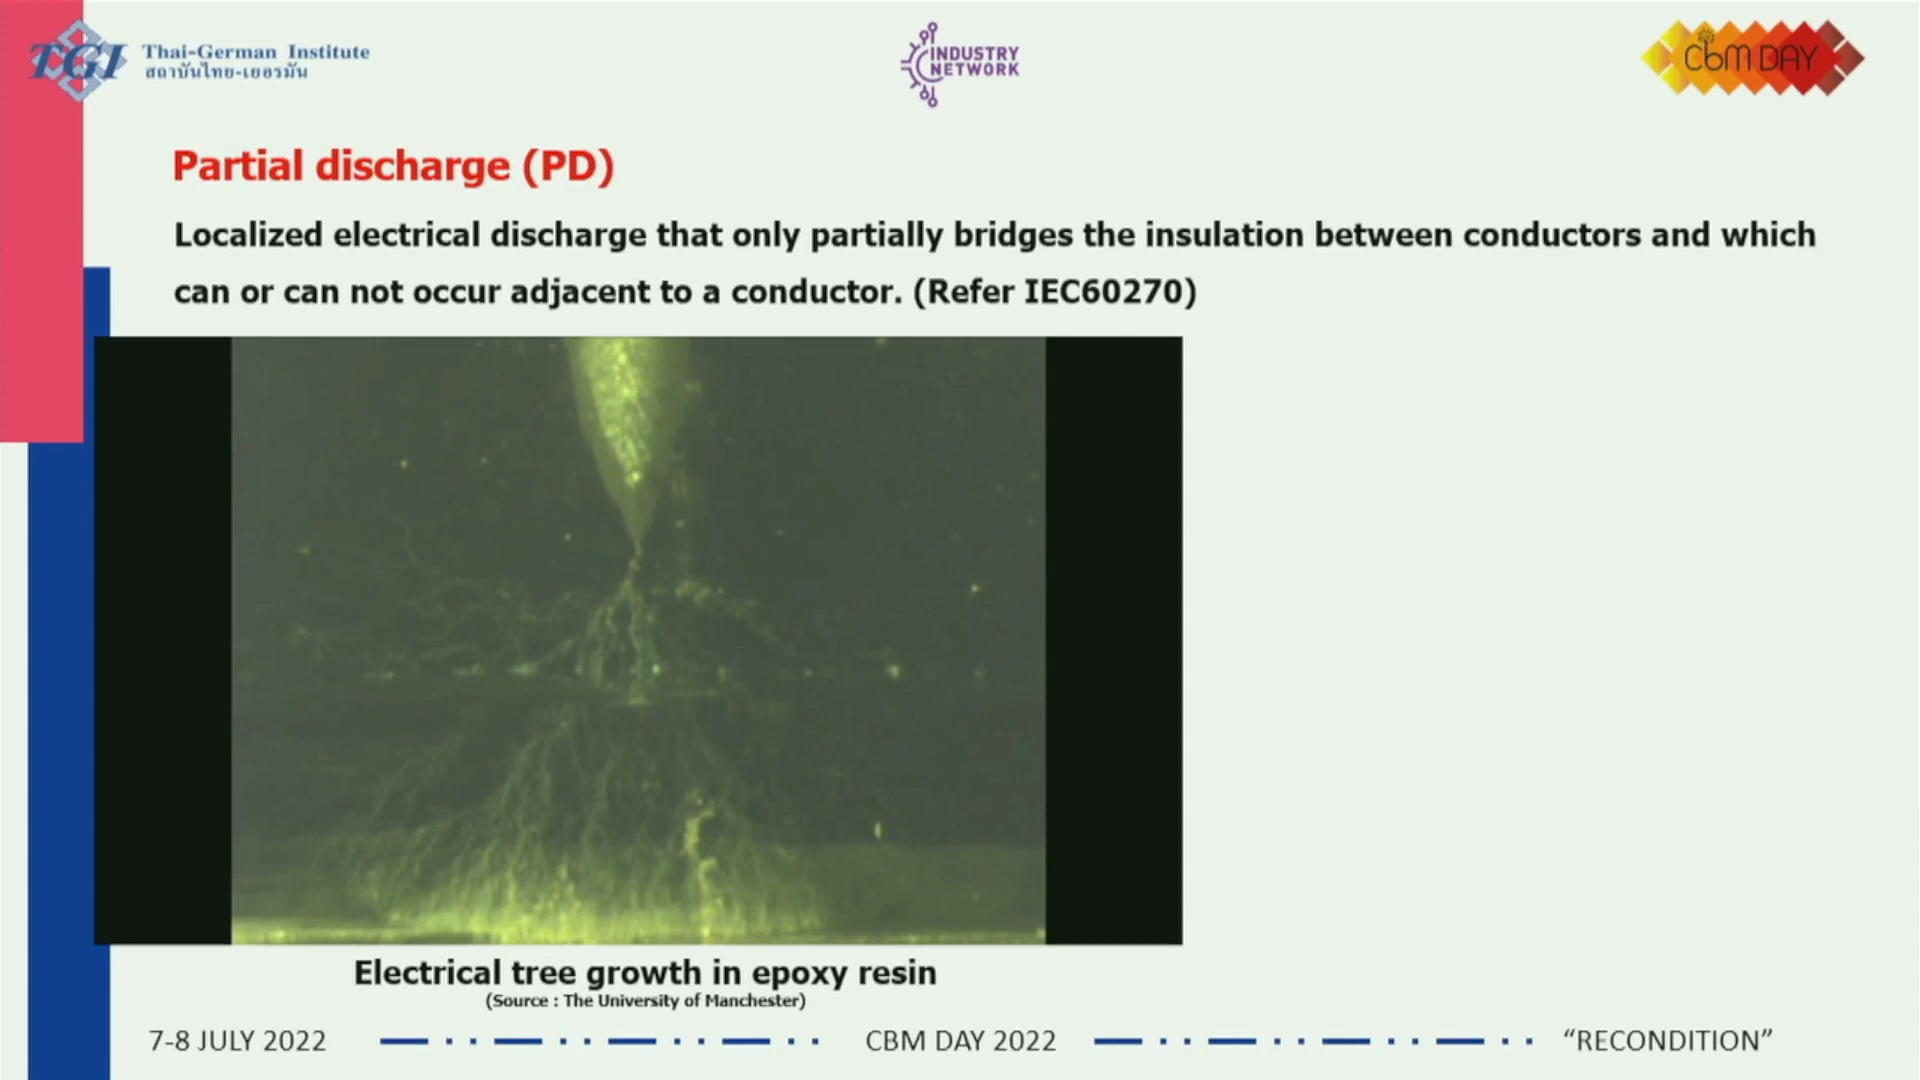 TGI Thai-German Institute
สถาบันไทย-เยอรมัน
INDUSTRY
NETWORK
CbM DAY
Partial discharge (PD)
Localized electrical discharge that only partially bridges the insulation between conductors and which
can or can not occur adjacent to a conductor. (Refer IEC60270)
Electrical tree growth in epoxy resin
(Source : The University of Manchester)
7-8 JULY 2022
CBM DAY 2022
“RECONDITION”